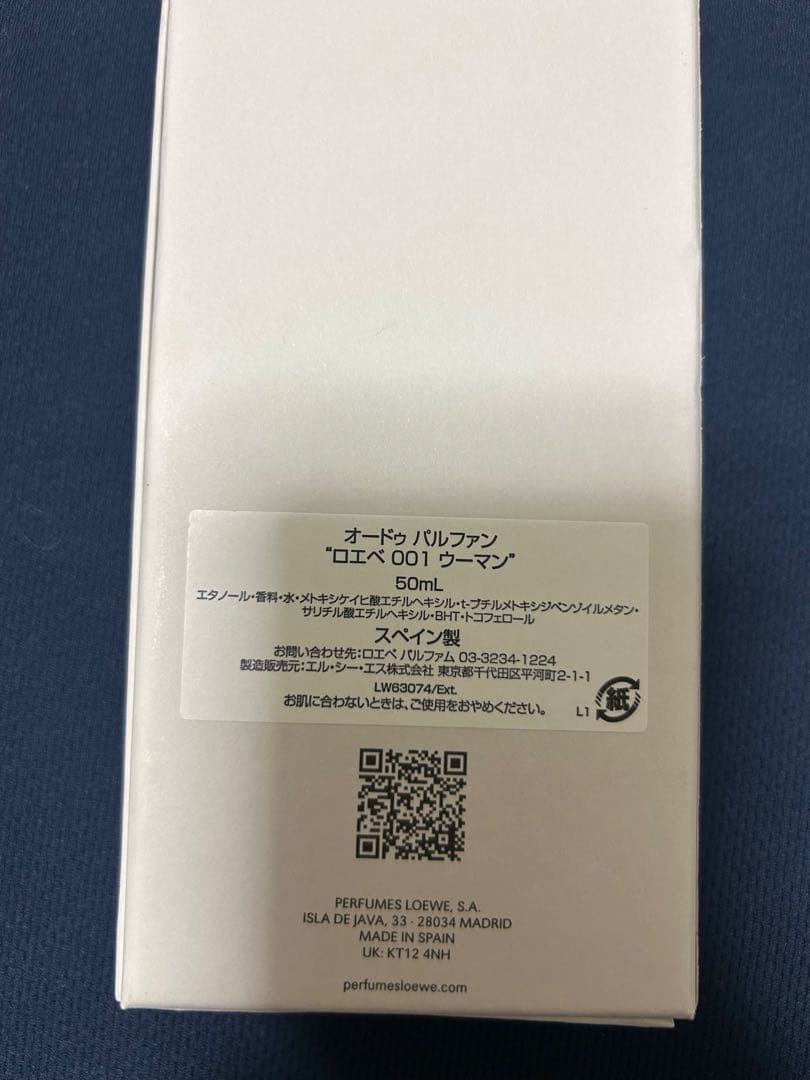 オードゥ パルファン
“ロエベ 001 ウーマン”
50mL
エタノール・香料・水・メトキシケイヒ酸エチルヘキシル・t-ブチルメトキシジベンゾイルメタン・
サリチル酸エチルヘキシル・BHT・トコフェロール
スペイン製
お問い合わせ先:ロエベ パルファム 03-3234-1224
製造販売元:エル・シー・エス株式会社 東京都千代田区平河町2-1-1
LW63074/Ext.
お肌に合わないときは、ご使用をおやめください。
L1 紙
PERFUMES LOEWE, S.A.
ISLA DE JAVA, 33 · 28034 MADRID
MADE IN SPAIN
UK: KT12 4NH
perfumesloewe.com